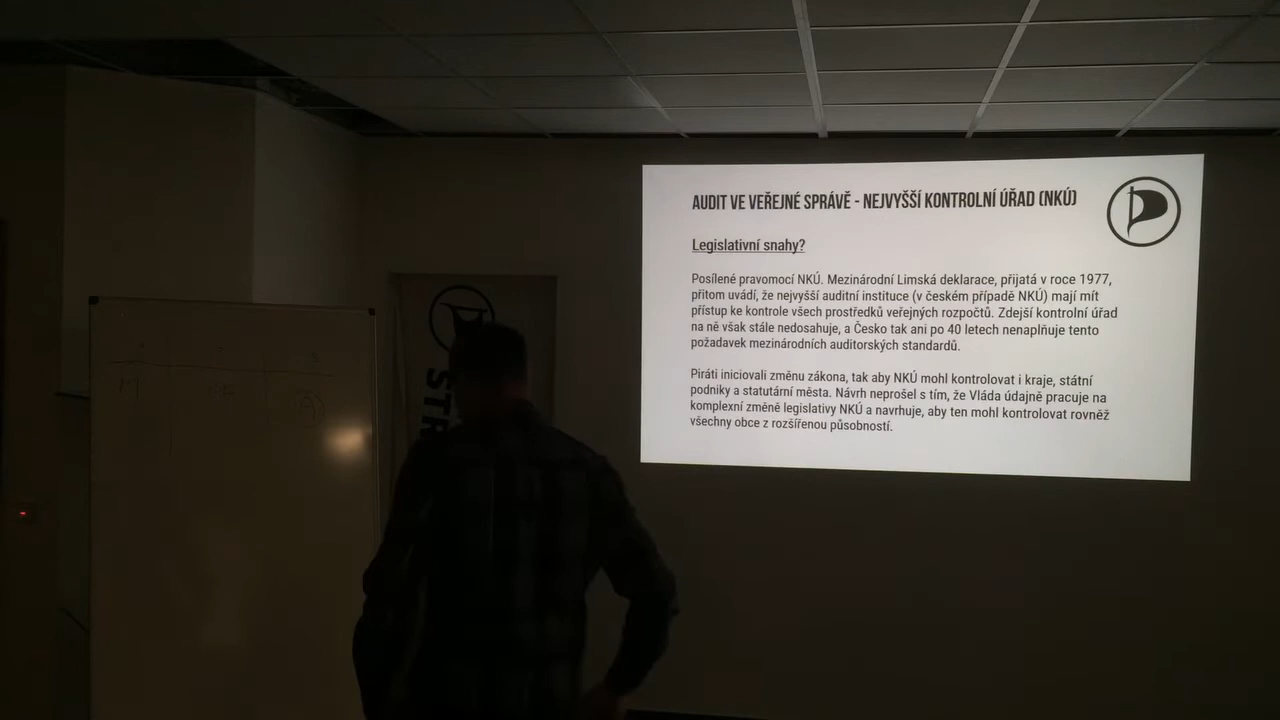 AUDIT VE VEŘEJNÉ SPRÁVĚ - NEJVYŠŠÍ KONTROLNÍ ÚŘAD (NKÚ)
Legislativní snahy?
Posílené pravomocí NKÚ. Mezinárodní Limská deklarace, přijatá v roce 1977,
přitom uvádí, že nejvyšší auditní instituce (v českém případě NKÚ) mají mít
přístup ke kontrole všech prostředků veřejných rozpočtů. Zdejší kontrolní úřad
na ně však stále nedosahuje, a Česko tak ani po 40 letech nenaplňuje tento
požadavek mezinárodních auditorských standardů.
Piráti iniciovali změnu zákona, tak aby NKÚ mohl kontrolovat i kraje, státní
podniky a statutární města. Návrh neprošel s tím, že Vláda údajně pracuje na
komplexní změně legislativy NKÚ a navrhuje, aby ten mohl kontrolovat rovněž
všechny obce z rozšířenou působností.